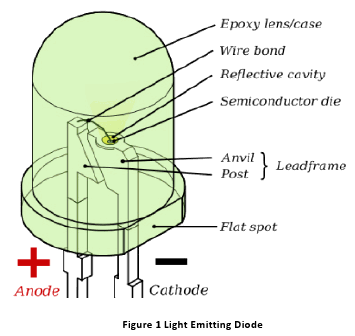 Epoxy lens/case
Wire bond
Reflective cavity
Semiconductor die
Anvil
Post
} Leadframe
Flat spot
+
−
Anode
Cathode
Figure 1 Light Emitting Diode